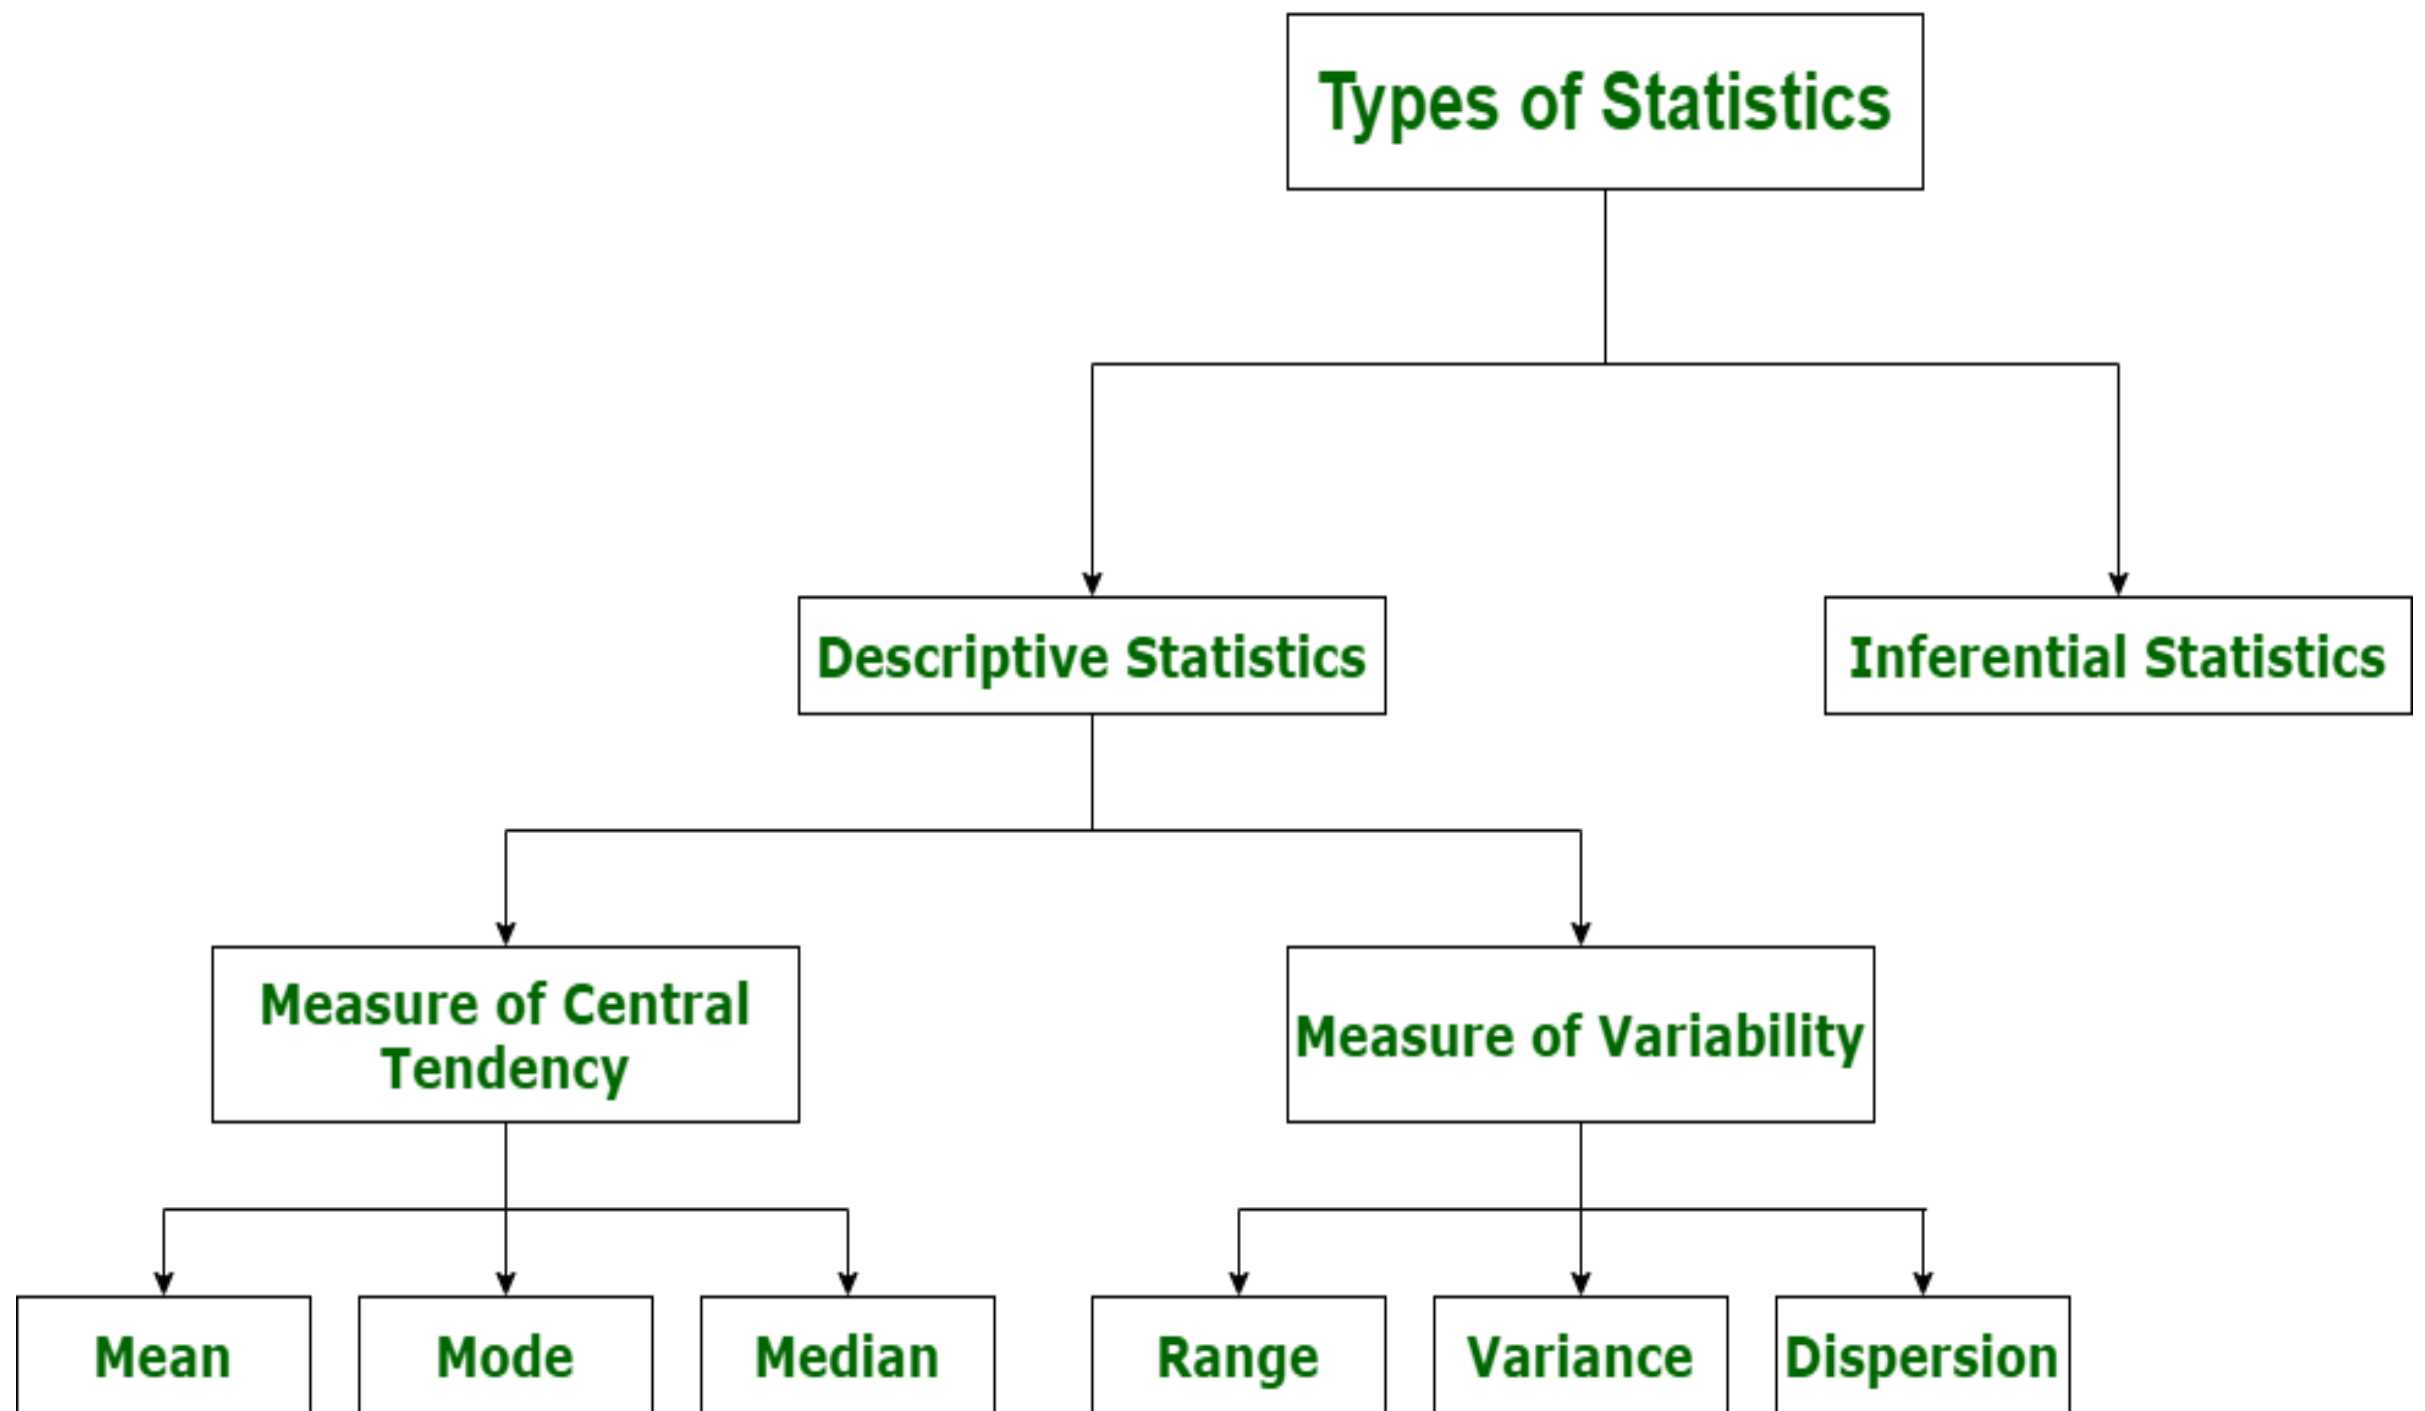 Types of Statistics
Descriptive Statistics
Inferential Statistics
Measure of Central
Tendency
Measure of Variability
Mean
Mode
Median
Range
Variance
Dispersion